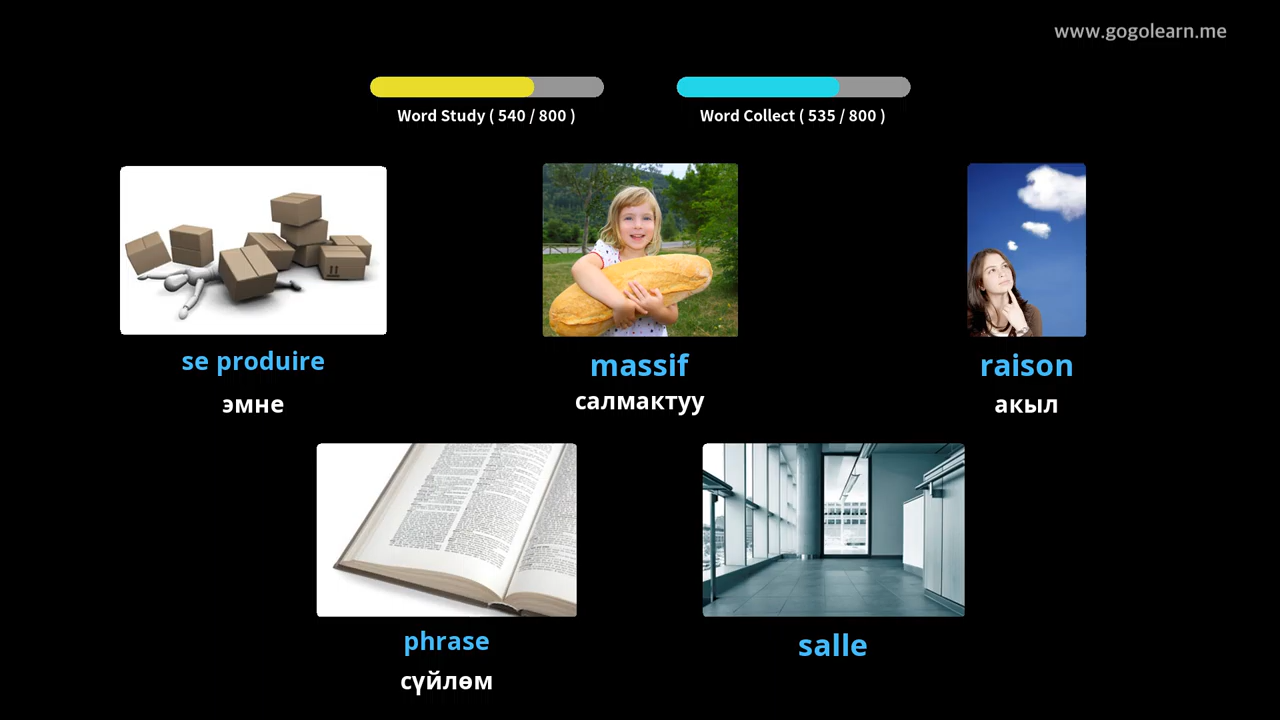 www.gogolearn.me
Word Study ( 540 / 800 )
Word Collect ( 535 / 800 )
se produire
эмне
massif
салмактуу
raison
акыл
phrase
сүйлөм
salle